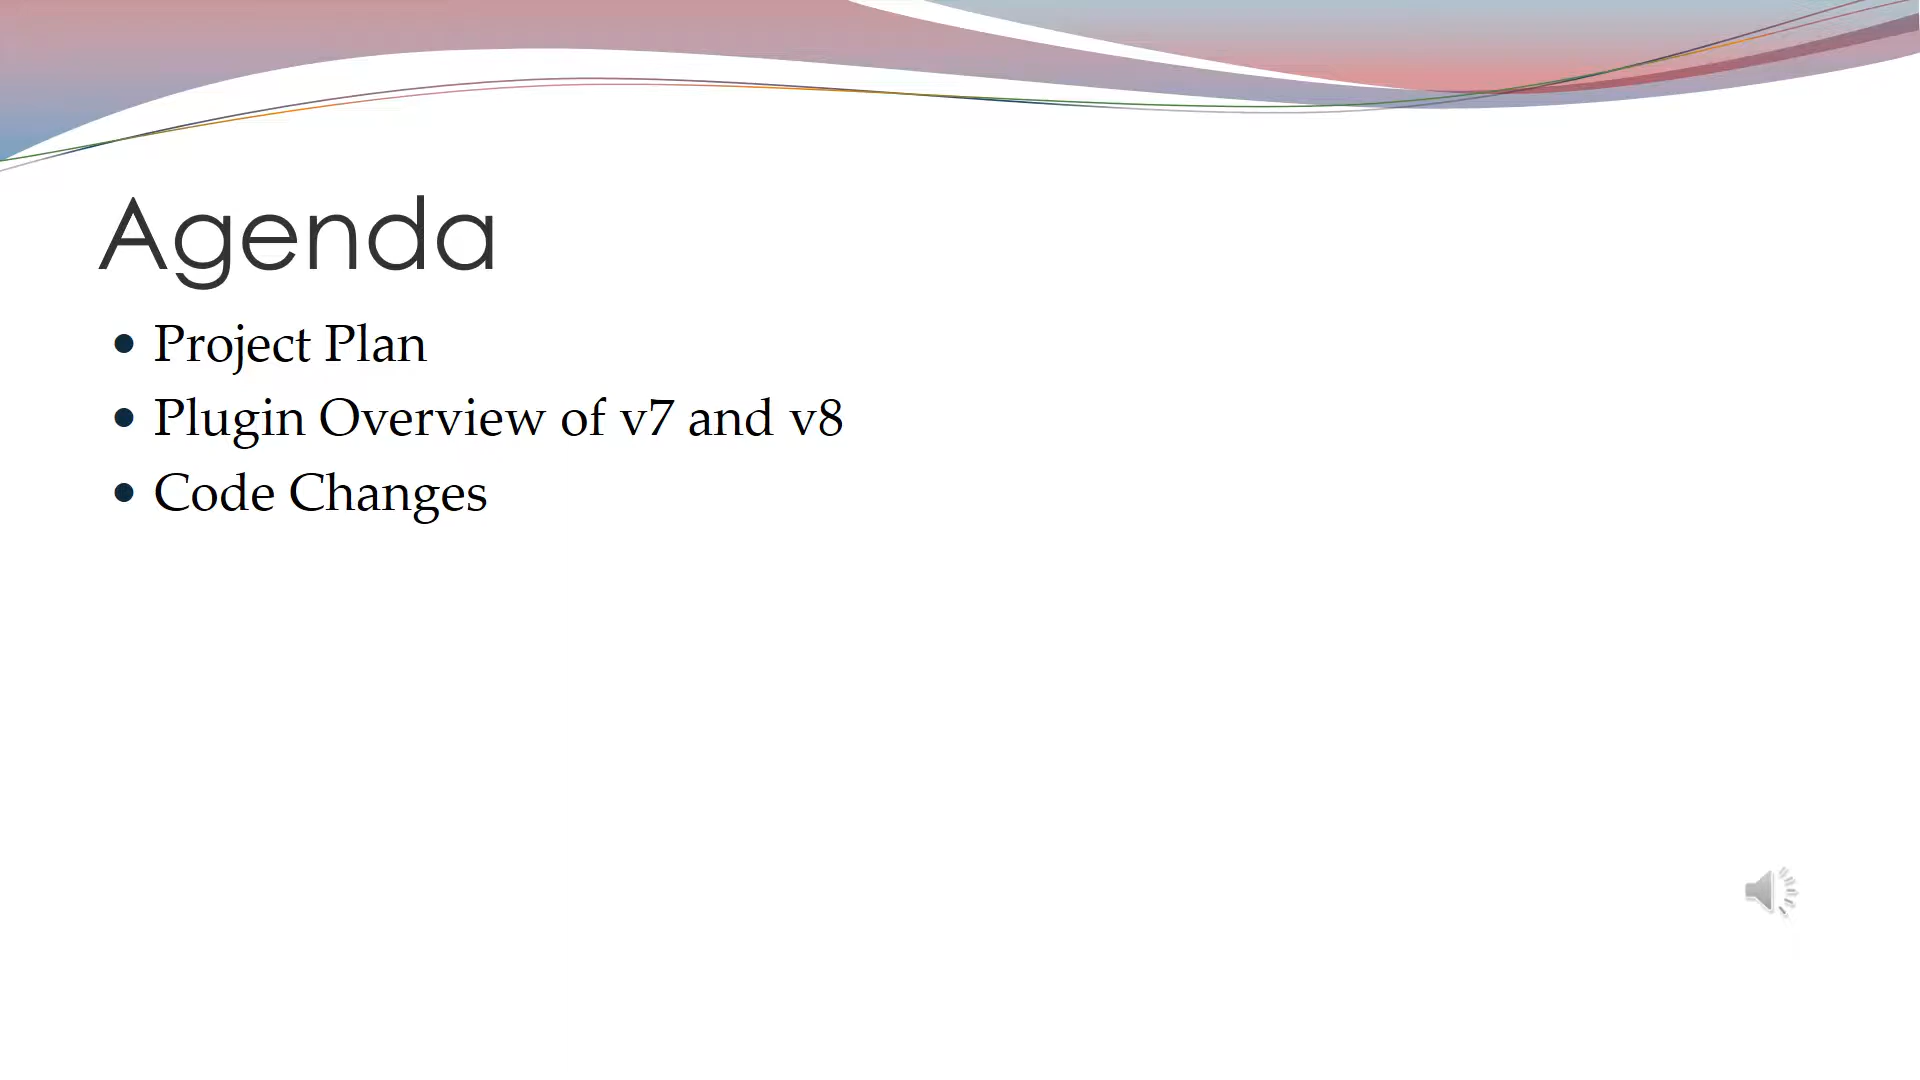 Agenda
• Project Plan
• Plugin Overview of v7 and v8
• Code Changes